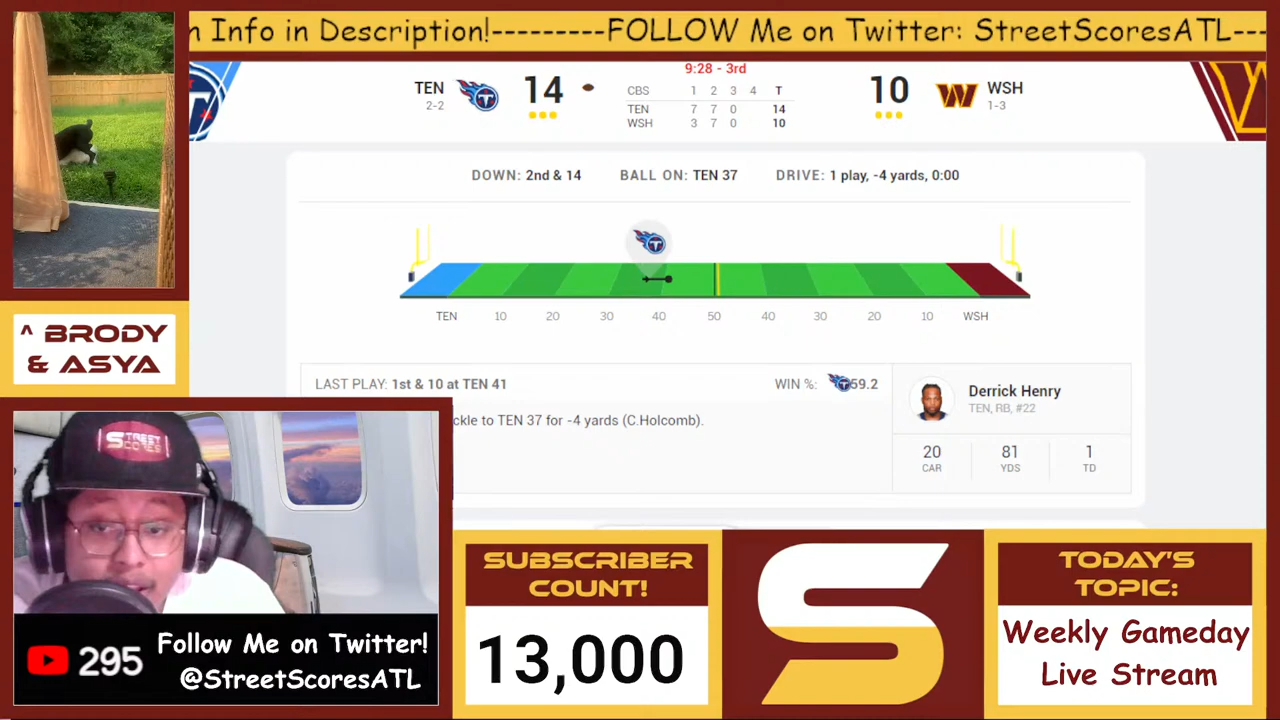 n Info in Description!---------FOLLOW Me on Twitter: StreetScoresATL---
9:28 - 3rd
TEN
2-2
14
CBS 1 2 3 4 T
TEN 7 7 0 14
WSH 3 7 0 10
10
WSH
1-3
DOWN: 2nd & 14
BALL ON: TEN 37
DRIVE: 1 play, -4 yards, 0:00
TEN 10 20 30 40 50 40 30 20 10 WSH
^ BRODY
& ASYA
LAST PLAY: 1st & 10 at TEN 41
WIN %: 59.2
ckle to TEN 37 for -4 yards (C.Holcomb).
Derrick Henry
TEN, RB, #22
20 81 1
CAR YDS TD
STREET
SCORES
SUBSCRIBER
COUNT!
13,000
S
TODAY'S
TOPIC:
Weekly Gameday
Live Stream
295
Follow Me on Twitter!
@StreetScoresATL